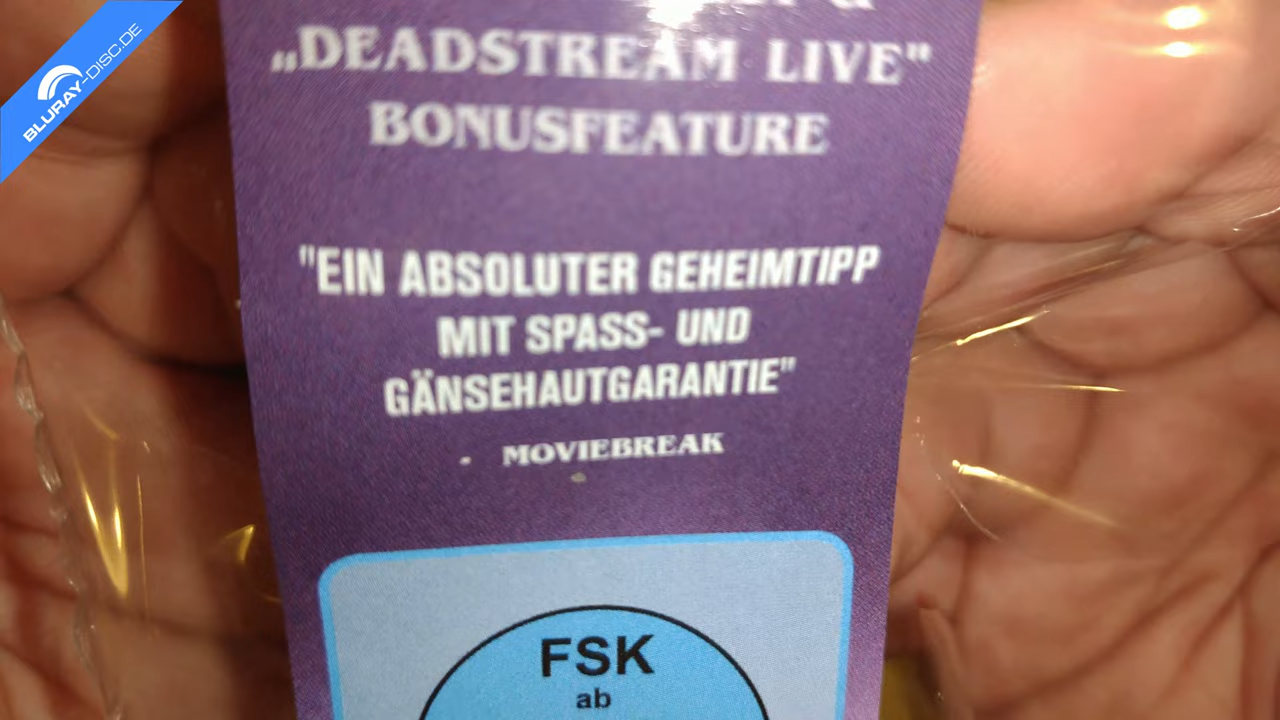 BLURAY-DISC.DE
„DEADSTREAM LIVE"
BONUSFEATURE
"EIN ABSOLUTER GEHEIMTIPP
MIT SPASS- UND
GÄNSEHAUTGARANTIE"
MOVIEBREAK
FSK
ab